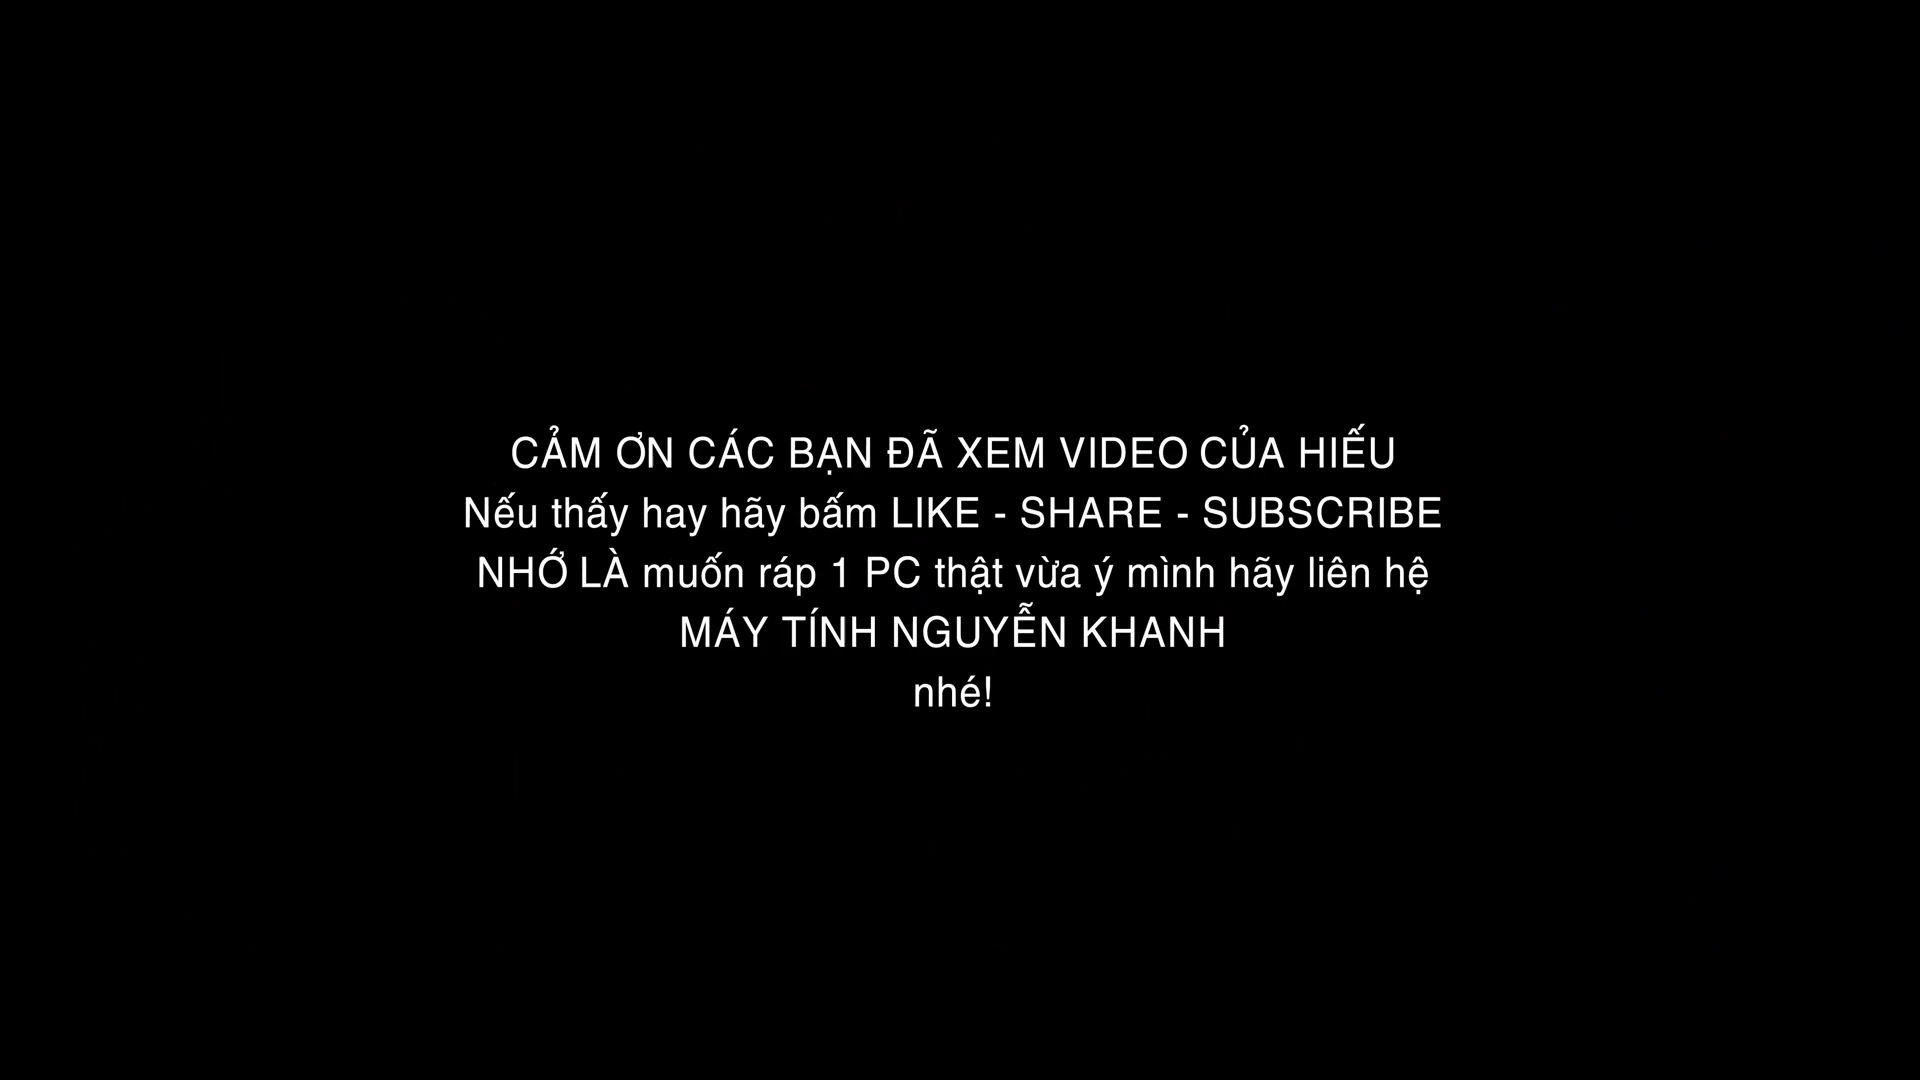 CẢM ƠN CÁC BẠN ĐÃ XEM VIDEO CỦA HIẾU
Nếu thấy hay hãy bấm LIKE - SHARE - SUBSCRIBE
NHỚ LÀ muốn ráp 1 PC thật vừa ý mình hãy liên hệ
MÁY TÍNH NGUYỄN KHANH
nhé!